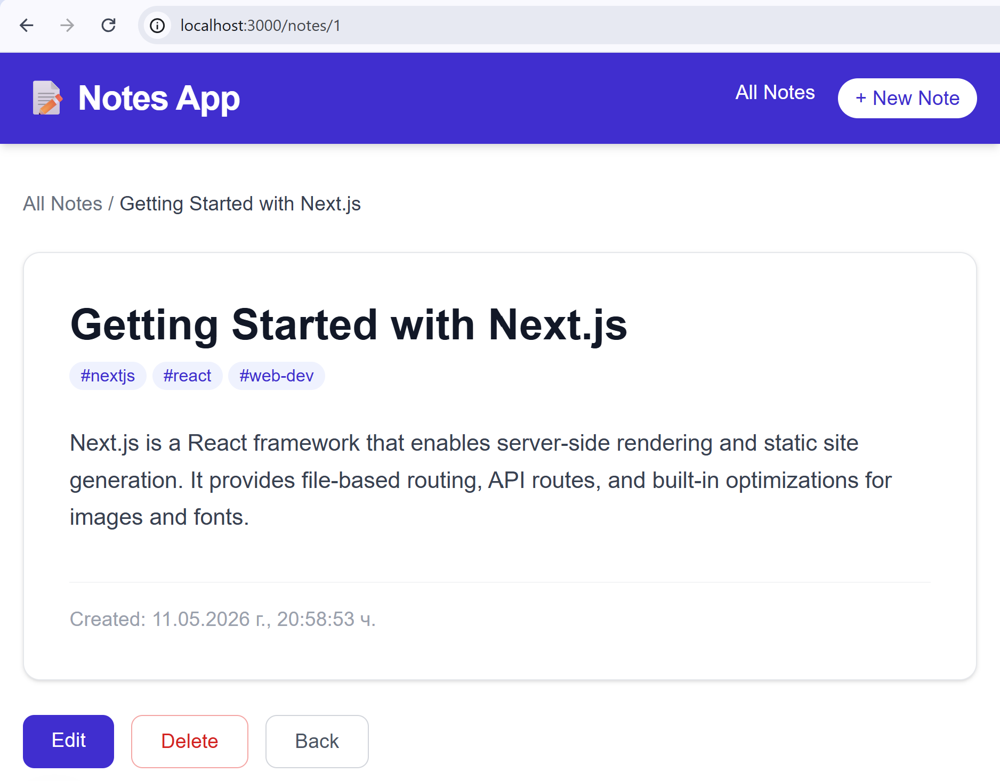 localhost:3000/notes/1
Notes App
All Notes
+ New Note
All Notes / Getting Started with Next.js
Getting Started with Next.js
#nextjs #react #web-dev
Next.js is a React framework that enables server-side rendering and static site
generation. It provides file-based routing, API routes, and built-in optimizations for
images and fonts.
Created: 11.05.2026 г., 20:58:53 ч.
Edit
Delete
Back